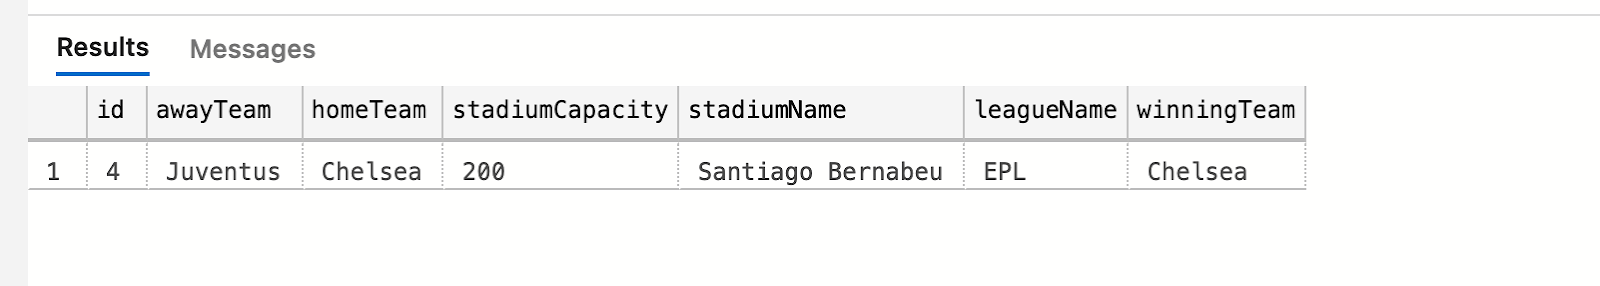 Results Messages
id awayTeam homeTeam stadiumCapacity stadiumName leagueName winningTeam
1 4 Juventus Chelsea 200 Santiago Bernabeu EPL Chelsea